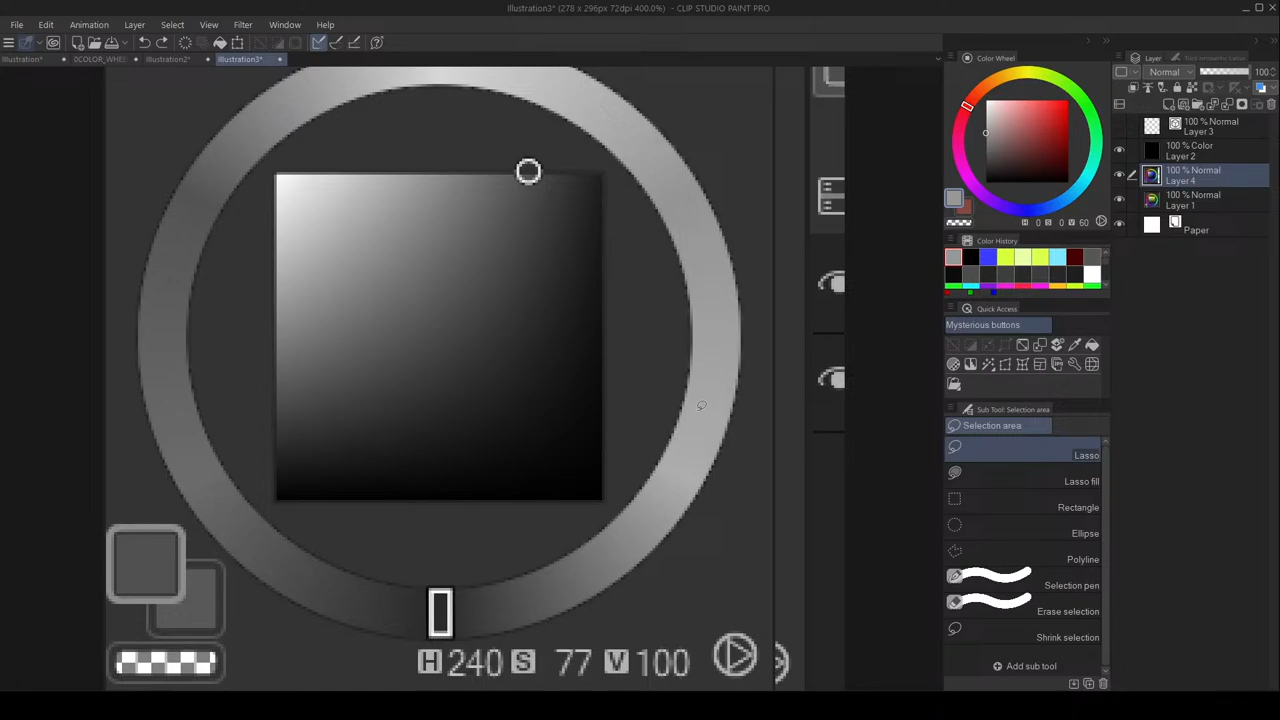 Illustration3* (278 x 296px 72dpi 400.0%) - CLIP STUDIO PAINT PRO
File Edit Animation Layer Select View Filter Window Help
Illustration* 0COLOR_WHEE Illustration2* Illustration3*
Color Wheel
H 0 S 0 V 60
Color History
Quick Access
Mysterious buttons
Sub Tool: Selection area
Selection area
Lasso
Lasso fill
Rectangle
Ellipse
Polyline
Selection pen
Erase selection
Shrink selection
Add sub tool
Layer
Normal 100
100 % Normal
Layer 3
100 % Color
Layer 2
100 % Normal
Layer 4
100 % Normal
Layer 1
Paper
H 240 S 77 V 100